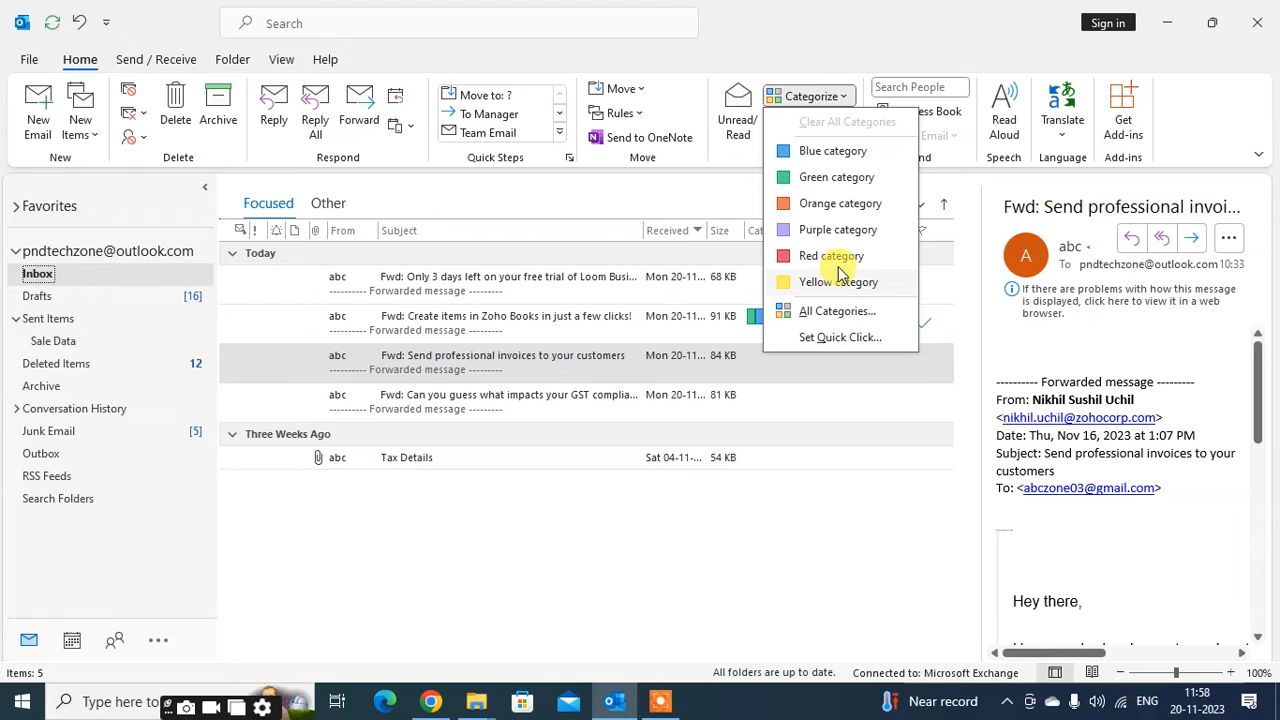 Search
Sign in
File Home Send / Receive Folder View Help
New Email
New Items
Delete
Archive
Reply
Reply All
Forward
Move to: ?
To Manager
Team Email
Move
Rules
Send to OneNote
Unread/ Read
Categorize
Search People
ess Book
Email
Read Aloud
Translate
Get Add-ins
New Delete Respond Quick Steps Move nd Speech Language Add-ins
Clear All Categories
Blue category
Green category
Orange category
Purple category
Red category
Yellow category
All Categories...
Set Quick Click...
Favorites
pndtechzone@outlook.com
Inbox
Drafts [16]
Sent Items
Sale Data
Deleted Items 12
Archive
Conversation History
Junk Email [5]
Outbox
RSS Feeds
Search Folders
Focused Other
! From Subject Received Size Cat
Today
abc Fwd: Only 3 days left on your free trial of Loom Busi... Mon 20-11... 68 KB
---------- Forwarded message ---------
abc Fwd: Create items in Zoho Books in just a few clicks! Mon 20-11... 91 KB
---------- Forwarded message ---------
abc Fwd: Send professional invoices to your customers Mon 20-11... 84 KB
---------- Forwarded message ---------
abc Fwd: Can you guess what impacts your GST complia... Mon 20-11... 81 KB
---------- Forwarded message ---------
Three Weeks Ago
abc Tax Details Sat 04-11-... 54 KB
Fwd: Send professional invoi...
A
abc
To pndtechzone@outlook.com 10:33
If there are problems with how this message
is displayed, click here to view it in a web
browser.
---------- Forwarded message ---------
From: Nikhil Sushil Uchil
<nikhil.uchil@zohocorp.com>
Date: Thu, Nov 16, 2023 at 1:07 PM
Subject: Send professional invoices to your
customers
To: <abczone03@gmail.com>
Hey there,
Items: 5 All folders are up to date. Connected to: Microsoft Exchange 100%
Type here to Near record ENG 11:58
20-11-2023